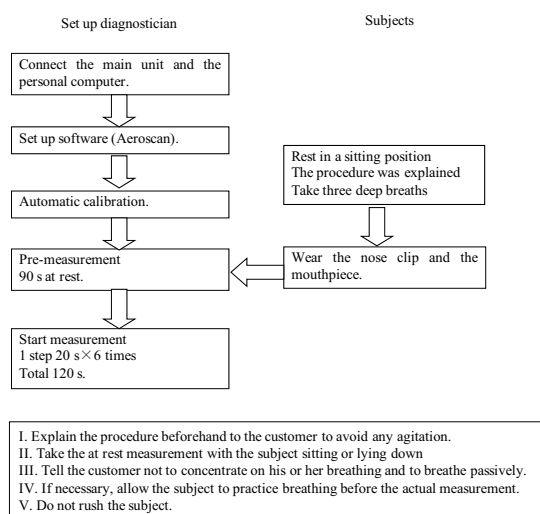 Set up diagnostician
Subjects
Connect the main unit and the
personal computer.
Set up software (Aeroscan).
Automatic calibration.
Pre-measurement
90 s at rest.
Start measurement
1 step 20 s×6 times
Total 120 s.
Rest in a sitting position
The procedure was explained
Take three deep breaths
Wear the nose clip and the
mouthpiece.
I. Explain the procedure beforehand to the customer to avoid any agitation.
II. Take the at rest measurement with the subject sitting or lying down
III. Tell the customer not to concentrate on his or her breathing and to breathe passively.
IV. If necessary, allow the subject to practice breathing before the actual measurement.
V. Do not rush the subject.